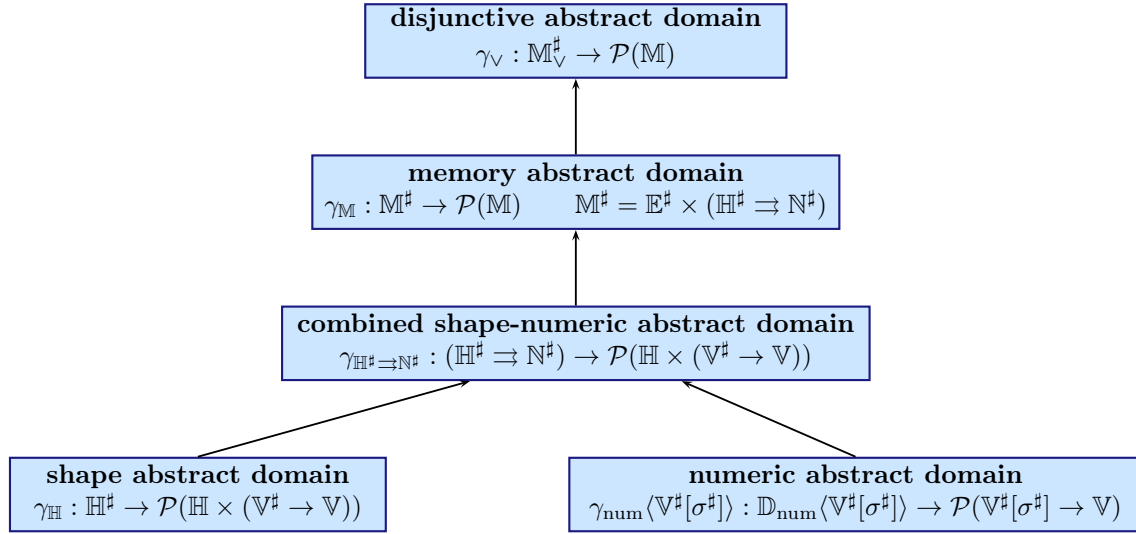 disjunctive abstract domain
γ∨ : 𝕄♯∨ → 𝒫(𝕄)
memory abstract domain
γ𝕄 : 𝕄♯ → 𝒫(𝕄) 𝕄♯ = 𝔼♯ × (ℍ♯ ⇉ ℕ♯)
combined shape-numeric abstract domain
γℍ♯⇉ℕ♯ : (ℍ♯ ⇉ ℕ♯) → 𝒫(ℍ × (𝕍♯ → 𝕍))
shape abstract domain
γℍ : ℍ♯ → 𝒫(ℍ × (𝕍♯ → 𝕍))
numeric abstract domain
γnum⟨𝕍♯[σ♯]⟩ : 𝔻num⟨𝕍♯[σ♯]⟩ → 𝒫(𝕍♯[σ♯] → 𝕍)